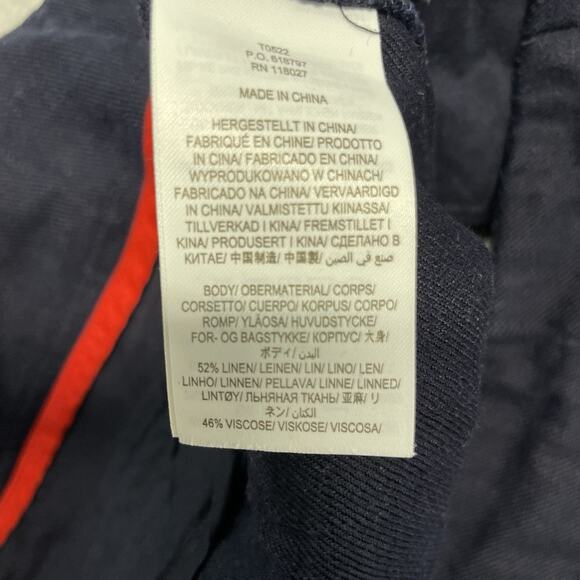 T0522
P.O. 618797
RN 118027
MADE IN CHINA
HERGESTELLT IN CHINA/
FABRIQUÉ EN CHINE/ PRODOTTO
IN CINA/ FABRICADO EN CHINA/
WYPRODUKOWANO W CHINACH/
FABRICADO NA CHINA/ VERVAARDIGD
IN CHINA/ VALMISTETTU KIINASSA/
TILLVERKAD I KINA/ FREMSTILLET I
KINA/ PRODUSERT I KINA/ СДЕЛАНО В
КИТАЕ/ 中国制造/ 中国製/ صنع في الصين/
BODY/ OBERMATERIAL/ CORPS/
CORSETTO/ CUERPO/ KORPUS/ CORPO/
ROMP/ YLÄOSA/ HUVUDSTYCKE/
FOR- OG BAGSTYKKE/ КОРПУС/ 大身/
ボディ/ البدن/
52% LINEN/ LEINEN/ LIN/ LINO/ LEN/
LINHO/ LINNEN/ PELLAVA/ LINNE/ LINNED/
LINTØY/ ЛЬНЯНАЯ ТКАНЬ/ 亚麻/ リ
ネン/ الكتان/
46% VISCOSE/ VISKOSE/ VISCOSA/